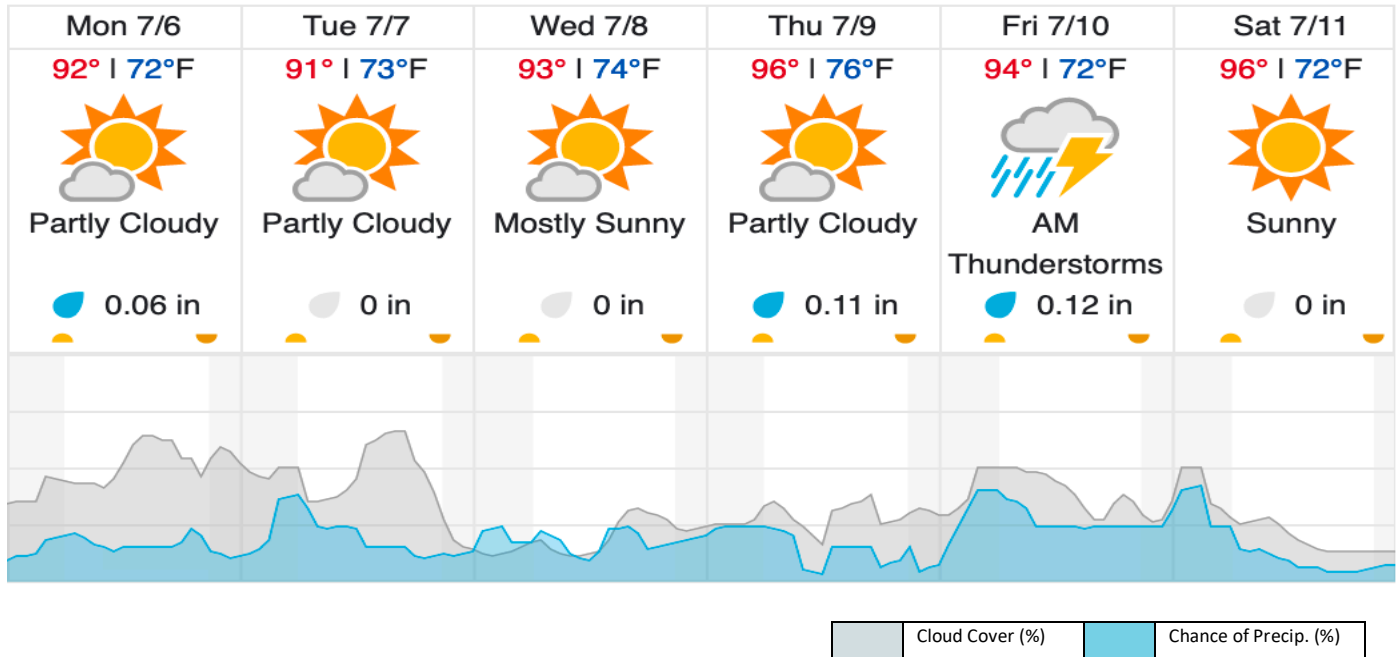 Mon 7/6
92° | 72°F
Partly Cloudy
0.06 in
Tue 7/7
91° | 73°F
Partly Cloudy
0 in
Wed 7/8
93° | 74°F
Mostly Sunny
0 in
Thu 7/9
96° | 76°F
Partly Cloudy
0.11 in
Fri 7/10
94° | 72°F
AM
Thunderstorms
0.12 in
Sat 7/11
96° | 72°F
Sunny
0 in
Cloud Cover (%)
Chance of Precip. (%)